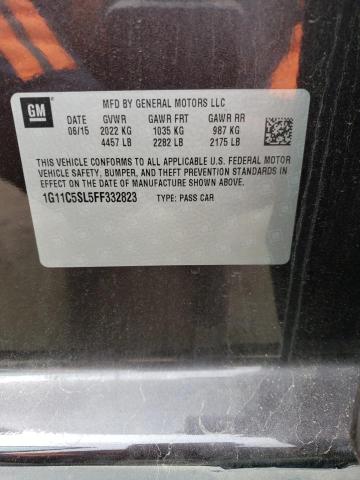 GM
MFD BY GENERAL MOTORS LLC
DATE GVWR GAWR FRT GAWR RR
06/15 2022 KG 1035 KG 987 KG
4457 LB 2282 LB 2175 LB
THIS VEHICLE CONFORMS TO ALL APPLICABLE U.S. FEDERAL MOTOR
VEHICLE SAFETY, BUMPER, AND THEFT PREVENTION STANDARDS IN
EFFECT ON THE DATE OF MANUFACTURE SHOWN ABOVE.
1G11C5SL5FF332823 TYPE: PASS CAR